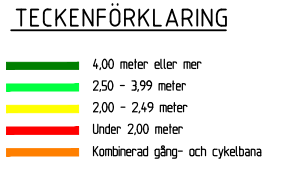 TECKENFÖRKLARING
4,00 meter eller mer
2,50 - 3,99 meter
2,00 - 2,49 meter
Under 2,00 meter
Kombinerad gång- och cykelbana